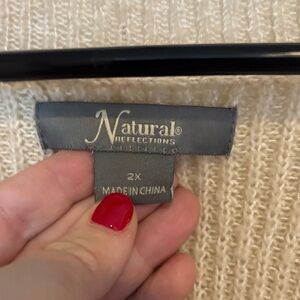 Natural®
REFLECTIONS
2X
MADE IN CHINA